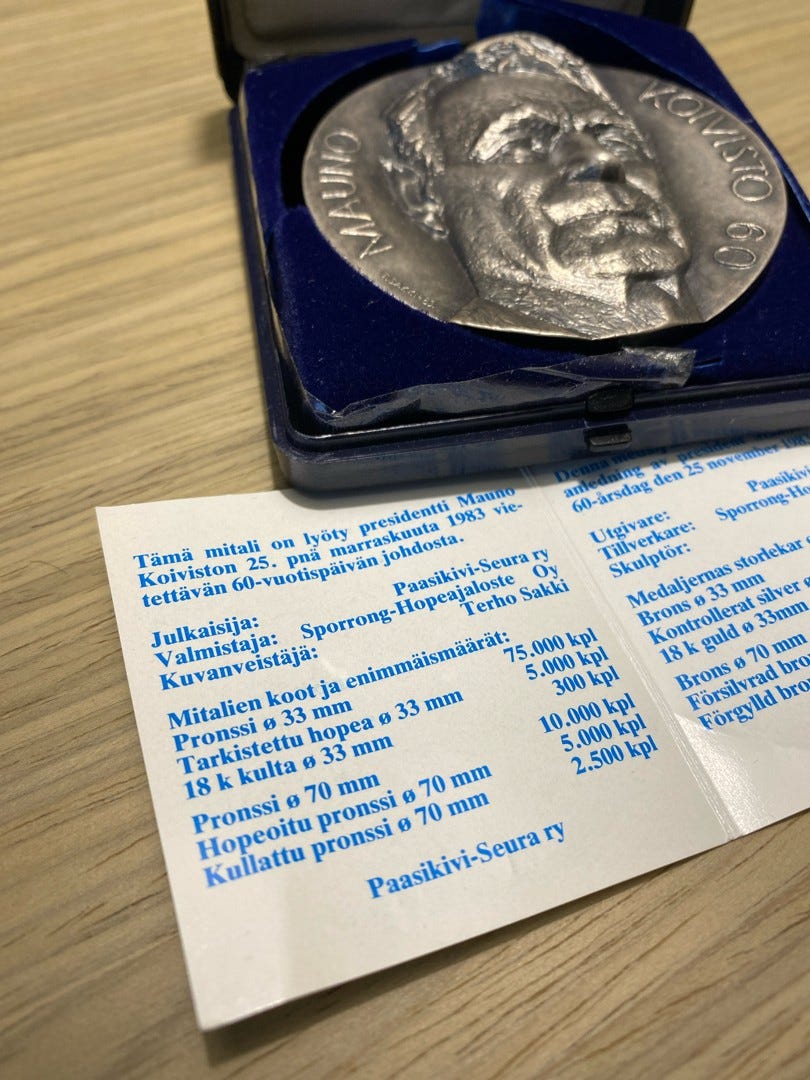 MAUNO KOIVISTO 60
Tämä mitali on lyöty presidentti Mauno
Koiviston 25. pnä marraskuuta 1983 vie-
tettävän 60-vuotispäivän johdosta.
Julkaisija: Paasikivi-Seura ry
Valmistaja: Sporrong-Hopeajaloste Oy
Kuvanveistäjä: Terho Sakki
Mitalien koot ja enimmäismäärät:
Pronssi ø 33 mm 75.000 kpl
Tarkistettu hopea ø 33 mm 5.000 kpl
18 k kulta ø 33 mm 300 kpl
Pronssi ø 70 mm 10.000 kpl
Hopeoitu pronssi ø 70 mm 5.000 kpl
Kullattu pronssi ø 70 mm 2.500 kpl
Paasikivi-Seura ry
Denna
anledning av president
60-årsdag den 25 november
Utgivare:
Tillverkare: Sporrong-
Skulptör:
Medaljernas storlekar
Brons ø 33 mm
Kontrollerat silver
18 k guld ø 33mm
Brons ø 70 mm
Försilvrad
Förgylld